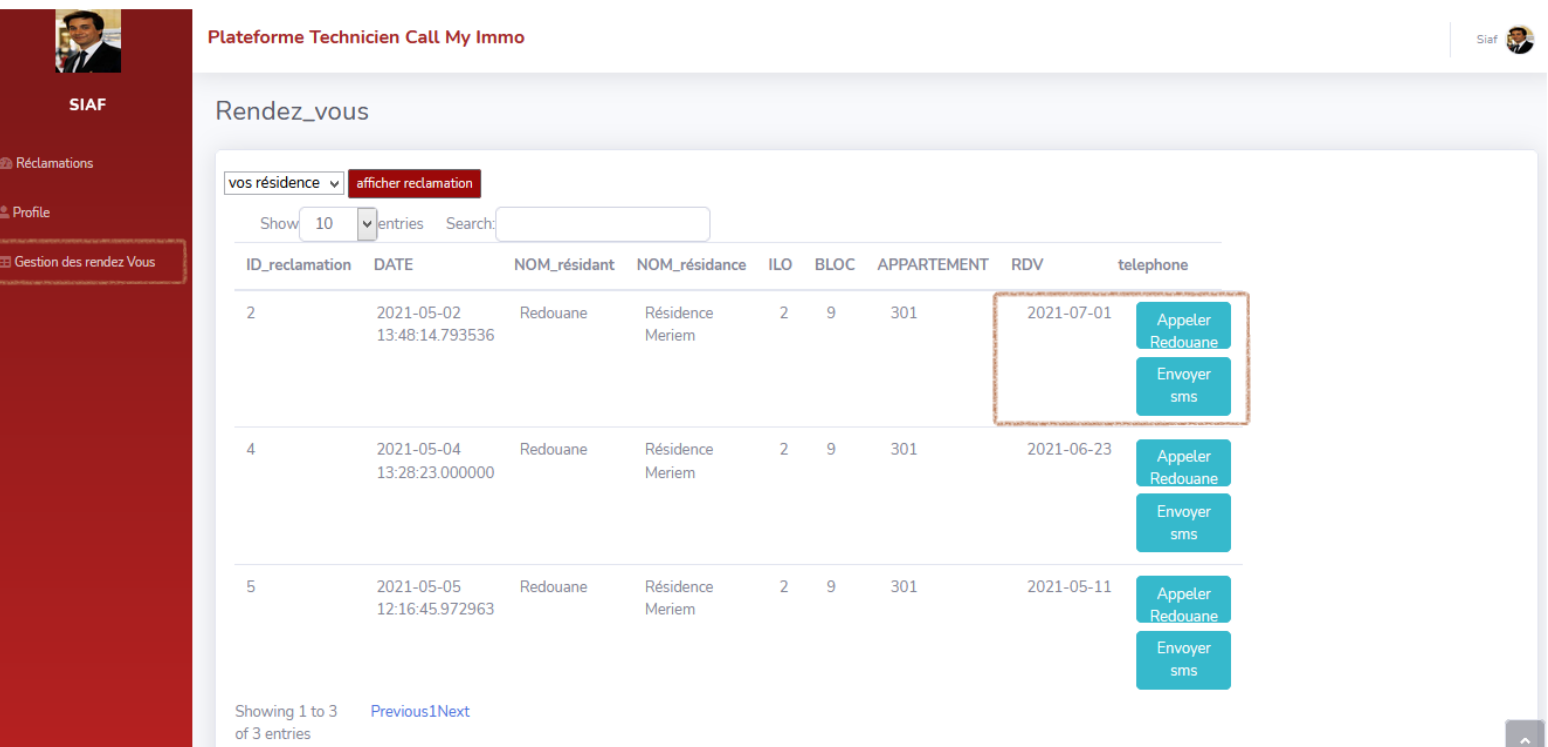 Plateforme Technicien Call My Immo
Siaf
SIAF
Réclamations
Profile
Gestion des rendez Vous
Rendez_vous
vos résidence afficher reclamation
Show 10 entries Search:
ID_reclamation DATE NOM_résidant NOM_résidance ILO BLOC APPARTEMENT RDV telephone
2 2021-05-02 Redouane Résidence 2 9 301 2021-07-01 Appeler
13:48:14.793536 Meriem Redouane
Envoyer
sms
4 2021-05-04 Redouane Résidence 2 9 301 2021-06-23 Appeler
13:28:23.000000 Meriem Redouane
Envoyer
sms
5 2021-05-05 Redouane Résidence 2 9 301 2021-05-11 Appeler
12:16:45.972963 Meriem Redouane
Envoyer
sms
Showing 1 to 3 Previous1Next
of 3 entries